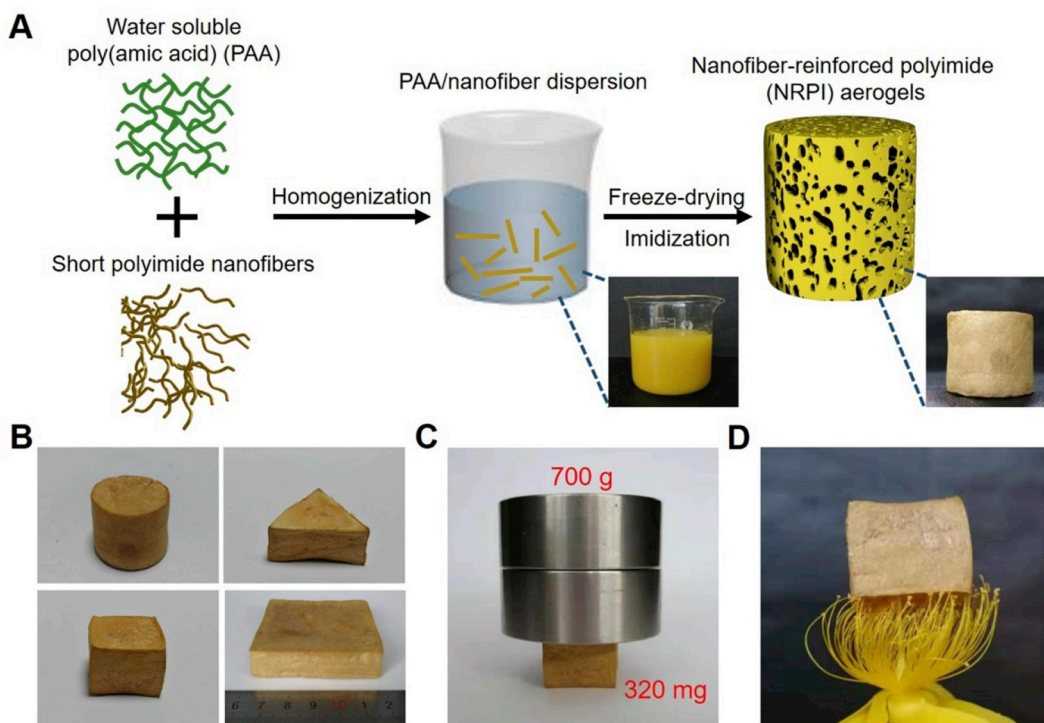 A
Water soluble
poly(amic acid) (PAA)
Short polyimide nanofibers
Homogenization
PAA/nanofiber dispersion
Freeze-drying
Imidization
Nanofiber-reinforced polyimide
(NRPI) aerogels
B
6 7 8 9 10 1 2
C
700 g
320 mg
D